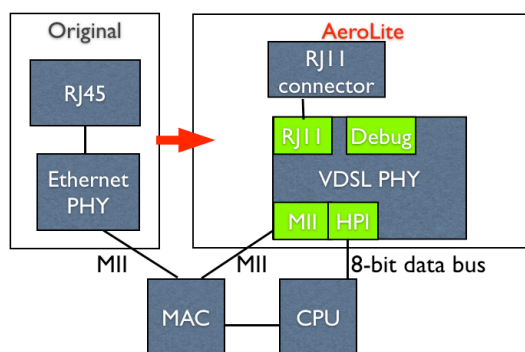 Original
RJ45
Ethernet
PHY
AeroLite
RJ11
connector
RJ11
Debug
VDSL PHY
MII
HPI
MII
MII
8-bit data bus
MAC
CPU